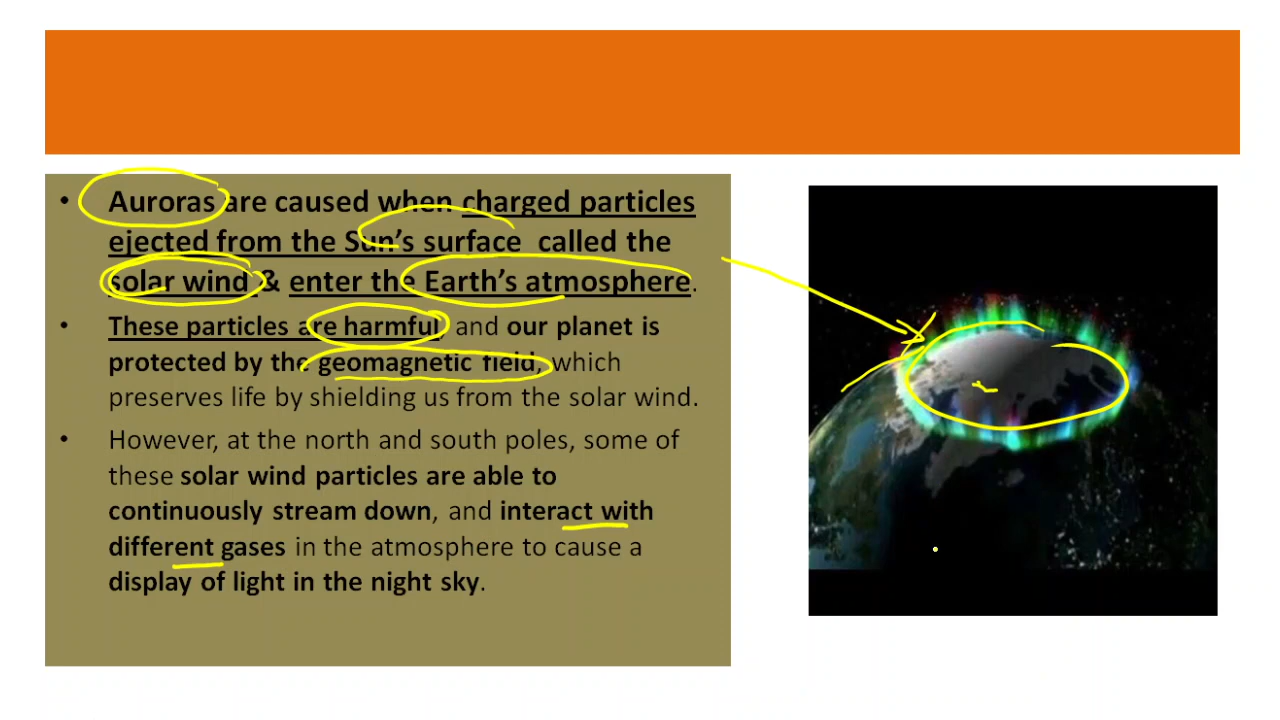 • Auroras are caused when charged particles
ejected from the Sun's surface called the
solar wind & enter the Earth's atmosphere.
• These particles are harmful, and our planet is
protected by the geomagnetic field, which
preserves life by shielding us from the solar wind.
• However, at the north and south poles, some of
these solar wind particles are able to
continuously stream down, and interact with
different gases in the atmosphere to cause a
display of light in the night sky.